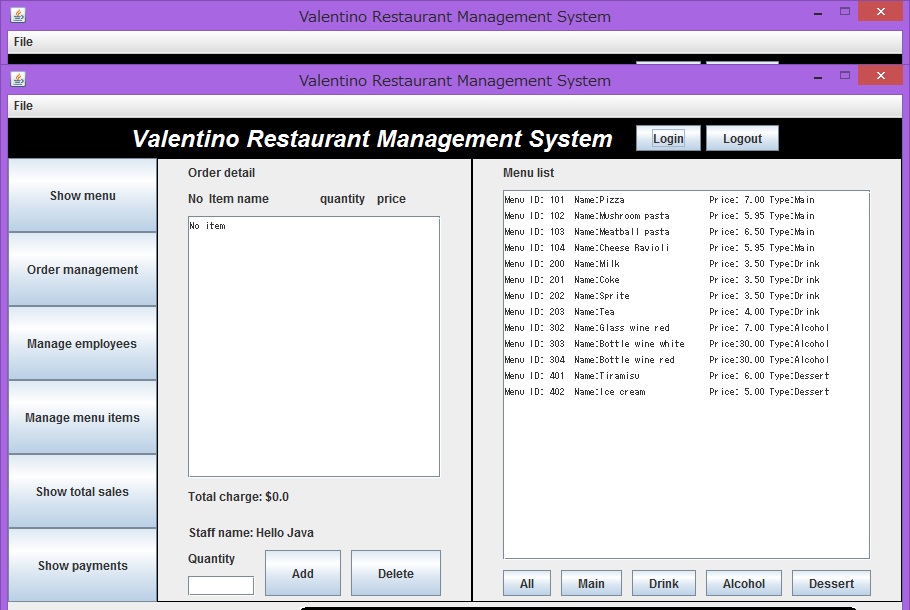 Valentino Restaurant Management System
File
Valentino Restaurant Management System
File
Valentino Restaurant Management System Login Logout
Show menu
Order management
Manage employees
Manage menu items
Show total sales
Show payments
Order detail
No Item name quantity price
No item
Total charge: $0.0
Staff name: Hello Java
Quantity
Add Delete
Menu list
Menu ID: 101 Name:Pizza Price: 7.00 Type:Main
Menu ID: 102 Name:Mushroom pasta Price: 5.95 Type:Main
Menu ID: 103 Name:Meatball pasta Price: 6.50 Type:Main
Menu ID: 104 Name:Cheese Ravioli Price: 5.95 Type:Main
Menu ID: 200 Name:Milk Price: 3.50 Type:Drink
Menu ID: 201 Name:Coke Price: 3.50 Type:Drink
Menu ID: 202 Name:Sprite Price: 3.50 Type:Drink
Menu ID: 203 Name:Tea Price: 4.00 Type:Drink
Menu ID: 302 Name:Glass wine red Price: 7.00 Type:Alcohol
Menu ID: 303 Name:Bottle wine white Price:30.00 Type:Alcohol
Menu ID: 304 Name:Bottle wine red Price:30.00 Type:Alcohol
Menu ID: 401 Name:Tiramisu Price: 6.00 Type:Dessert
Menu ID: 402 Name:Ice cream Price: 5.00 Type:Dessert
All Main Drink Alcohol Dessert